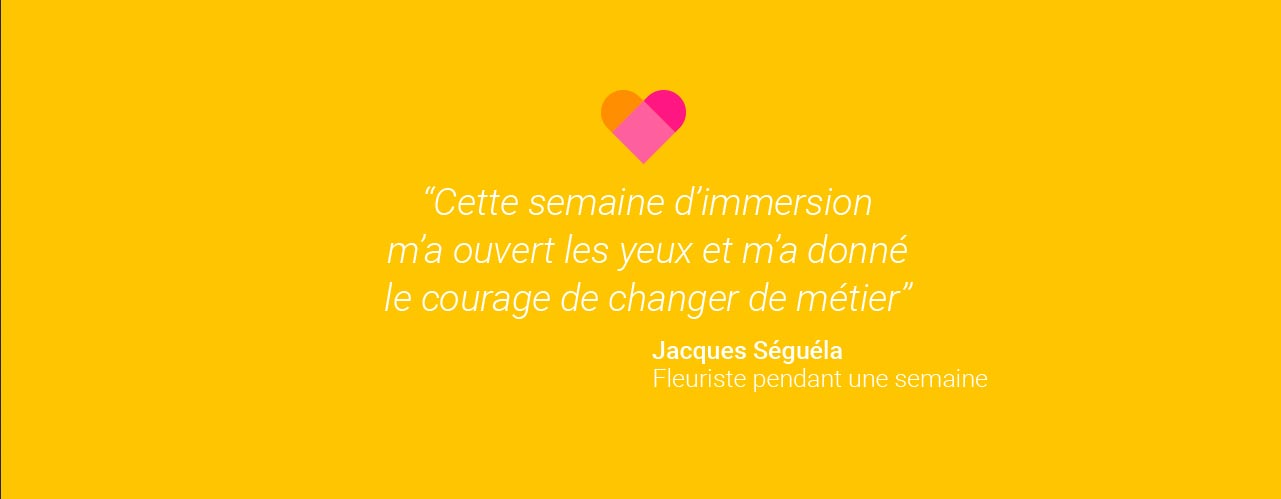 “Cette semaine d’immersion
m’a ouvert les yeux et m’a donné
le courage de changer de métier”
Jacques Séguéla
Fleuriste pendant une semaine